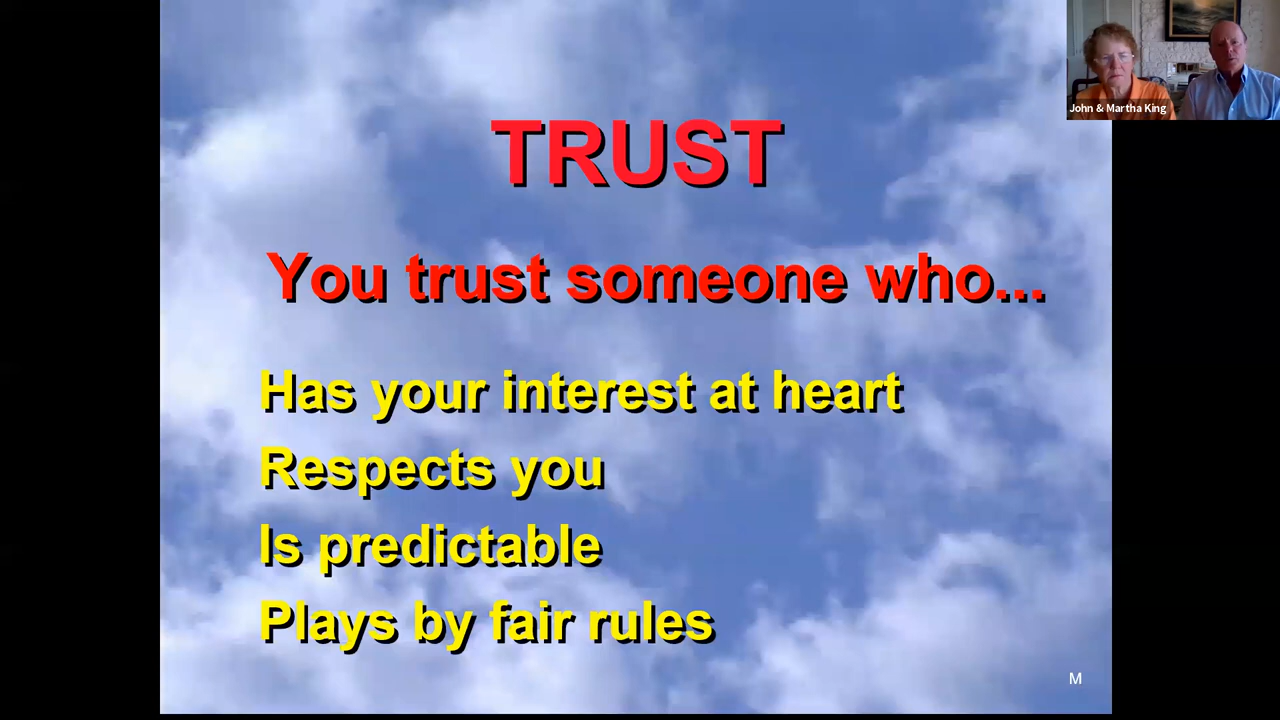 John & Martha King
TRUST
You trust someone who...
Has your interest at heart
Respects you
Is predictable
Plays by fair rules
M